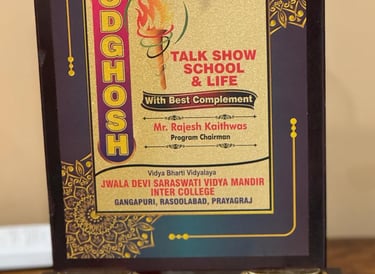 ODGHOSH
TALK SHOW
SCHOOL
& LIFE
With Best Complement
Mr. Rajesh Kaithwas
Program Chairman
Vidya Bharti Vidyalaya
JWALA DEVI SARASWATI VIDYA MANDIR
INTER COLLEGE
GANGAPURI, RASOOLABAD, PRAYAGRAJ